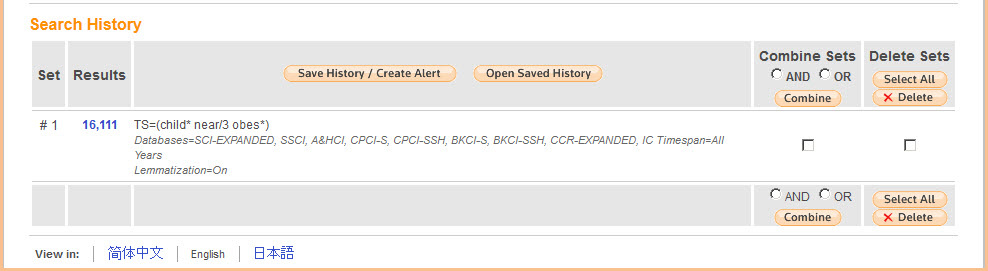 Search History
Set Results Save History / Create Alert Open Saved History Combine Sets Delete Sets
AND OR Select All
Combine Delete
# 1 16,111 TS=(child* near/3 obes*)
Databases=SCI-EXPANDED, SSCI, A&HCI, CPCI-S, CPCI-SSH, BKCI-S, BKCI-SSH, CCR-EXPANDED, IC Timespan=All
Years
Lemmatization=On
AND OR Select All
Combine Delete
View in: 简体中文 English 日本語